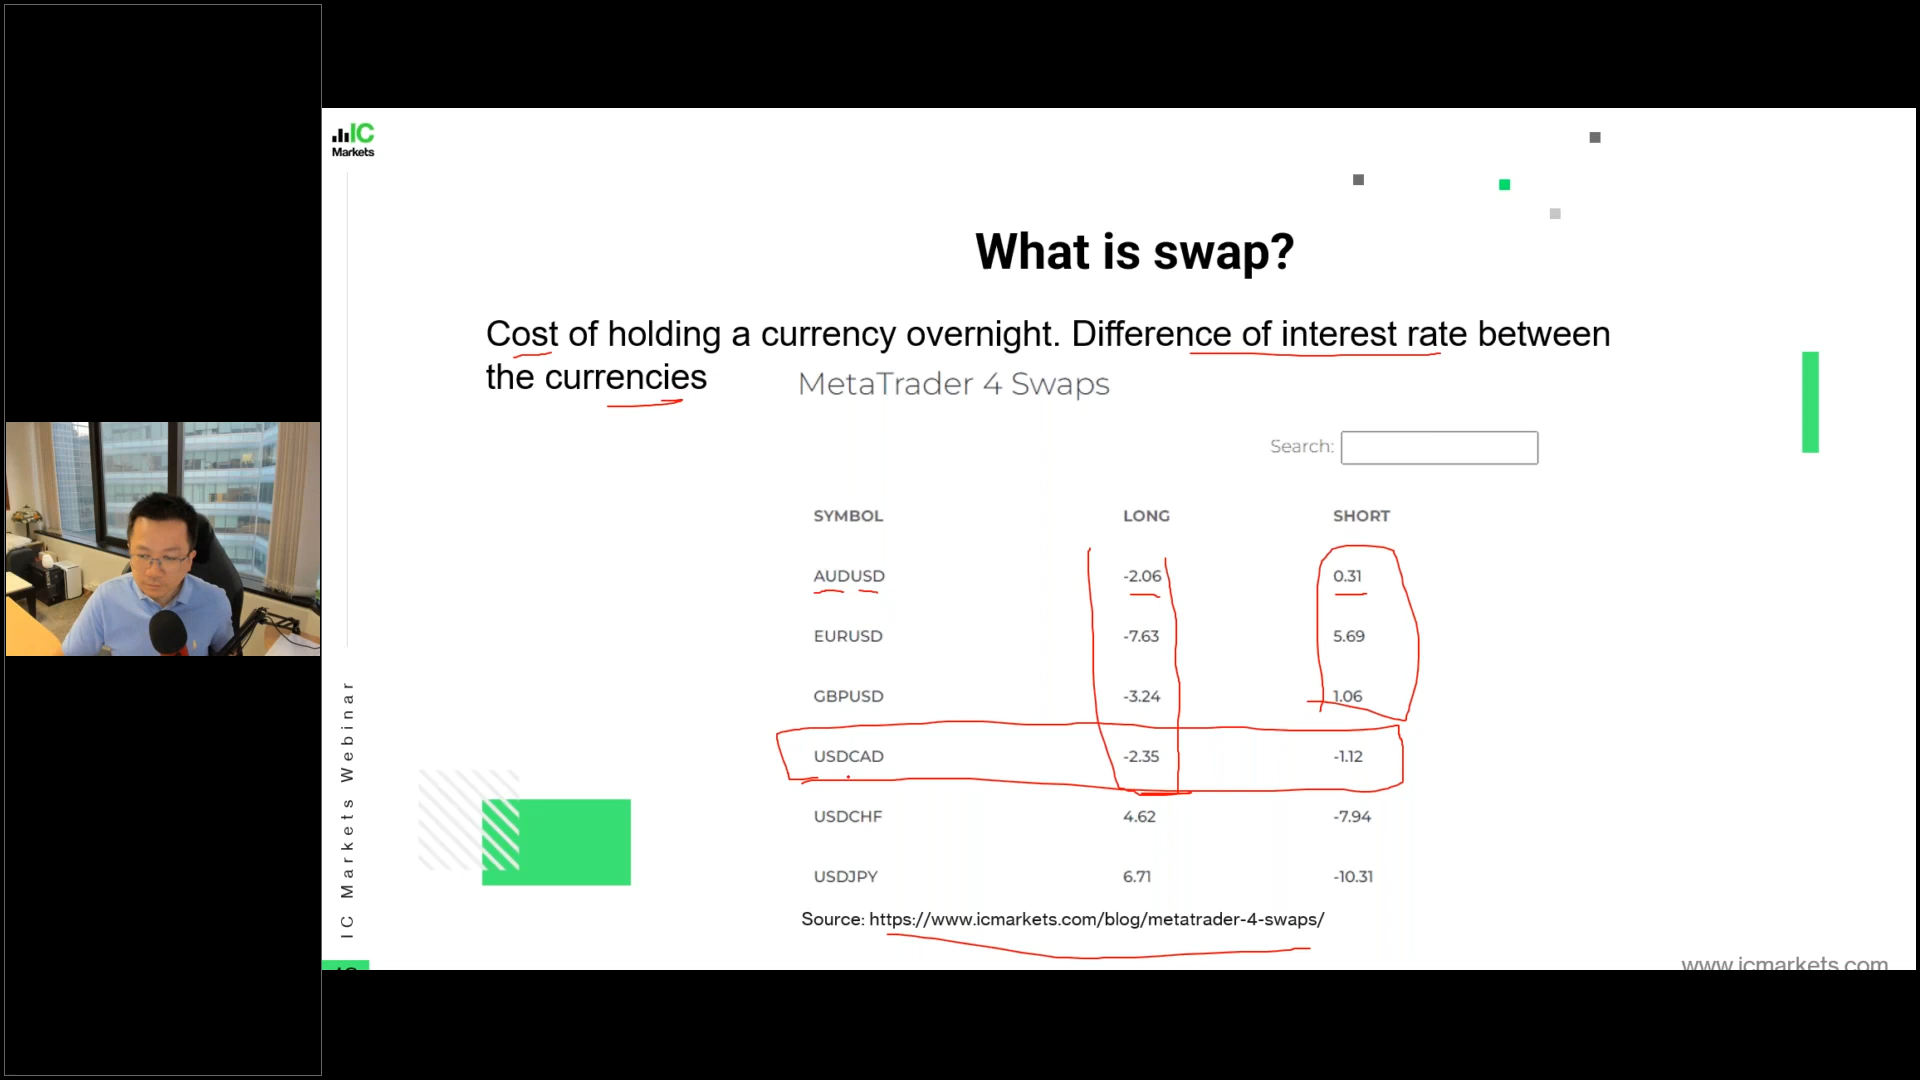 IC
Markets
What is swap?
Cost of holding a currency overnight. Difference of interest rate between
the currencies
MetaTrader 4 Swaps
Search:
SYMBOL LONG SHORT
AUDUSD -2.06 0.31
EURUSD -7.63 5.69
GBPUSD -3.24 1.06
USDCAD -2.35 -1.12
USDCHF 4.62 -7.94
USDJPY 6.71 -10.31
Source: https://www.icmarkets.com/blog/metatrader-4-swaps/
IC Markets Webinar
www.icmarkets.com